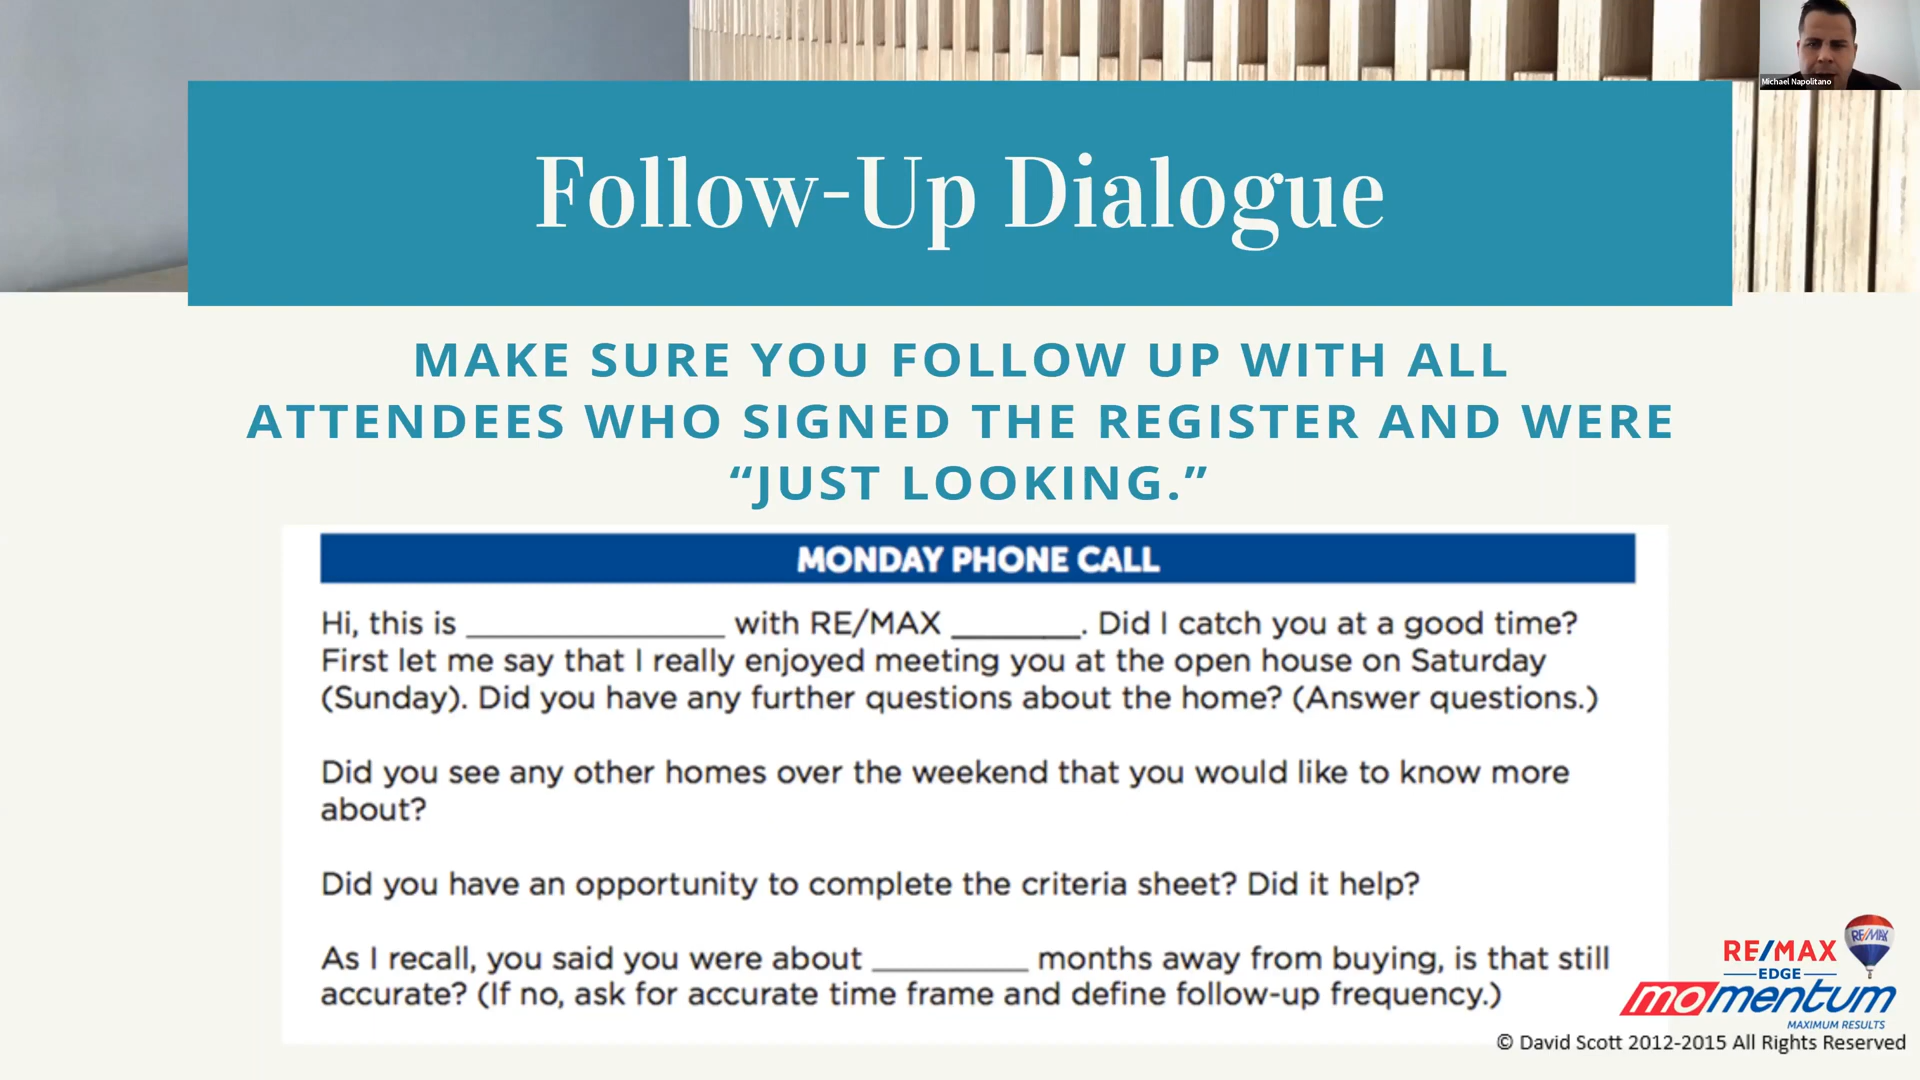 Michael Napolitano
Follow-Up Dialogue
MAKE SURE YOU FOLLOW UP WITH ALL
ATTENDEES WHO SIGNED THE REGISTER AND WERE
“JUST LOOKING.”
MONDAY PHONE CALL
Hi, this is ________________ with RE/MAX ________. Did I catch you at a good time?
First let me say that I really enjoyed meeting you at the open house on Saturday
(Sunday). Did you have any further questions about the home? (Answer questions.)
Did you see any other homes over the weekend that you would like to know more
about?
Did you have an opportunity to complete the criteria sheet? Did it help?
As I recall, you said you were about __________ months away from buying, is that still
accurate? (If no, ask for accurate time frame and define follow-up frequency.)
RE/MAX
RE/MAX
EDGE
momentum
MAXIMUM RESULTS
© David Scott 2012-2015 All Rights Reserved